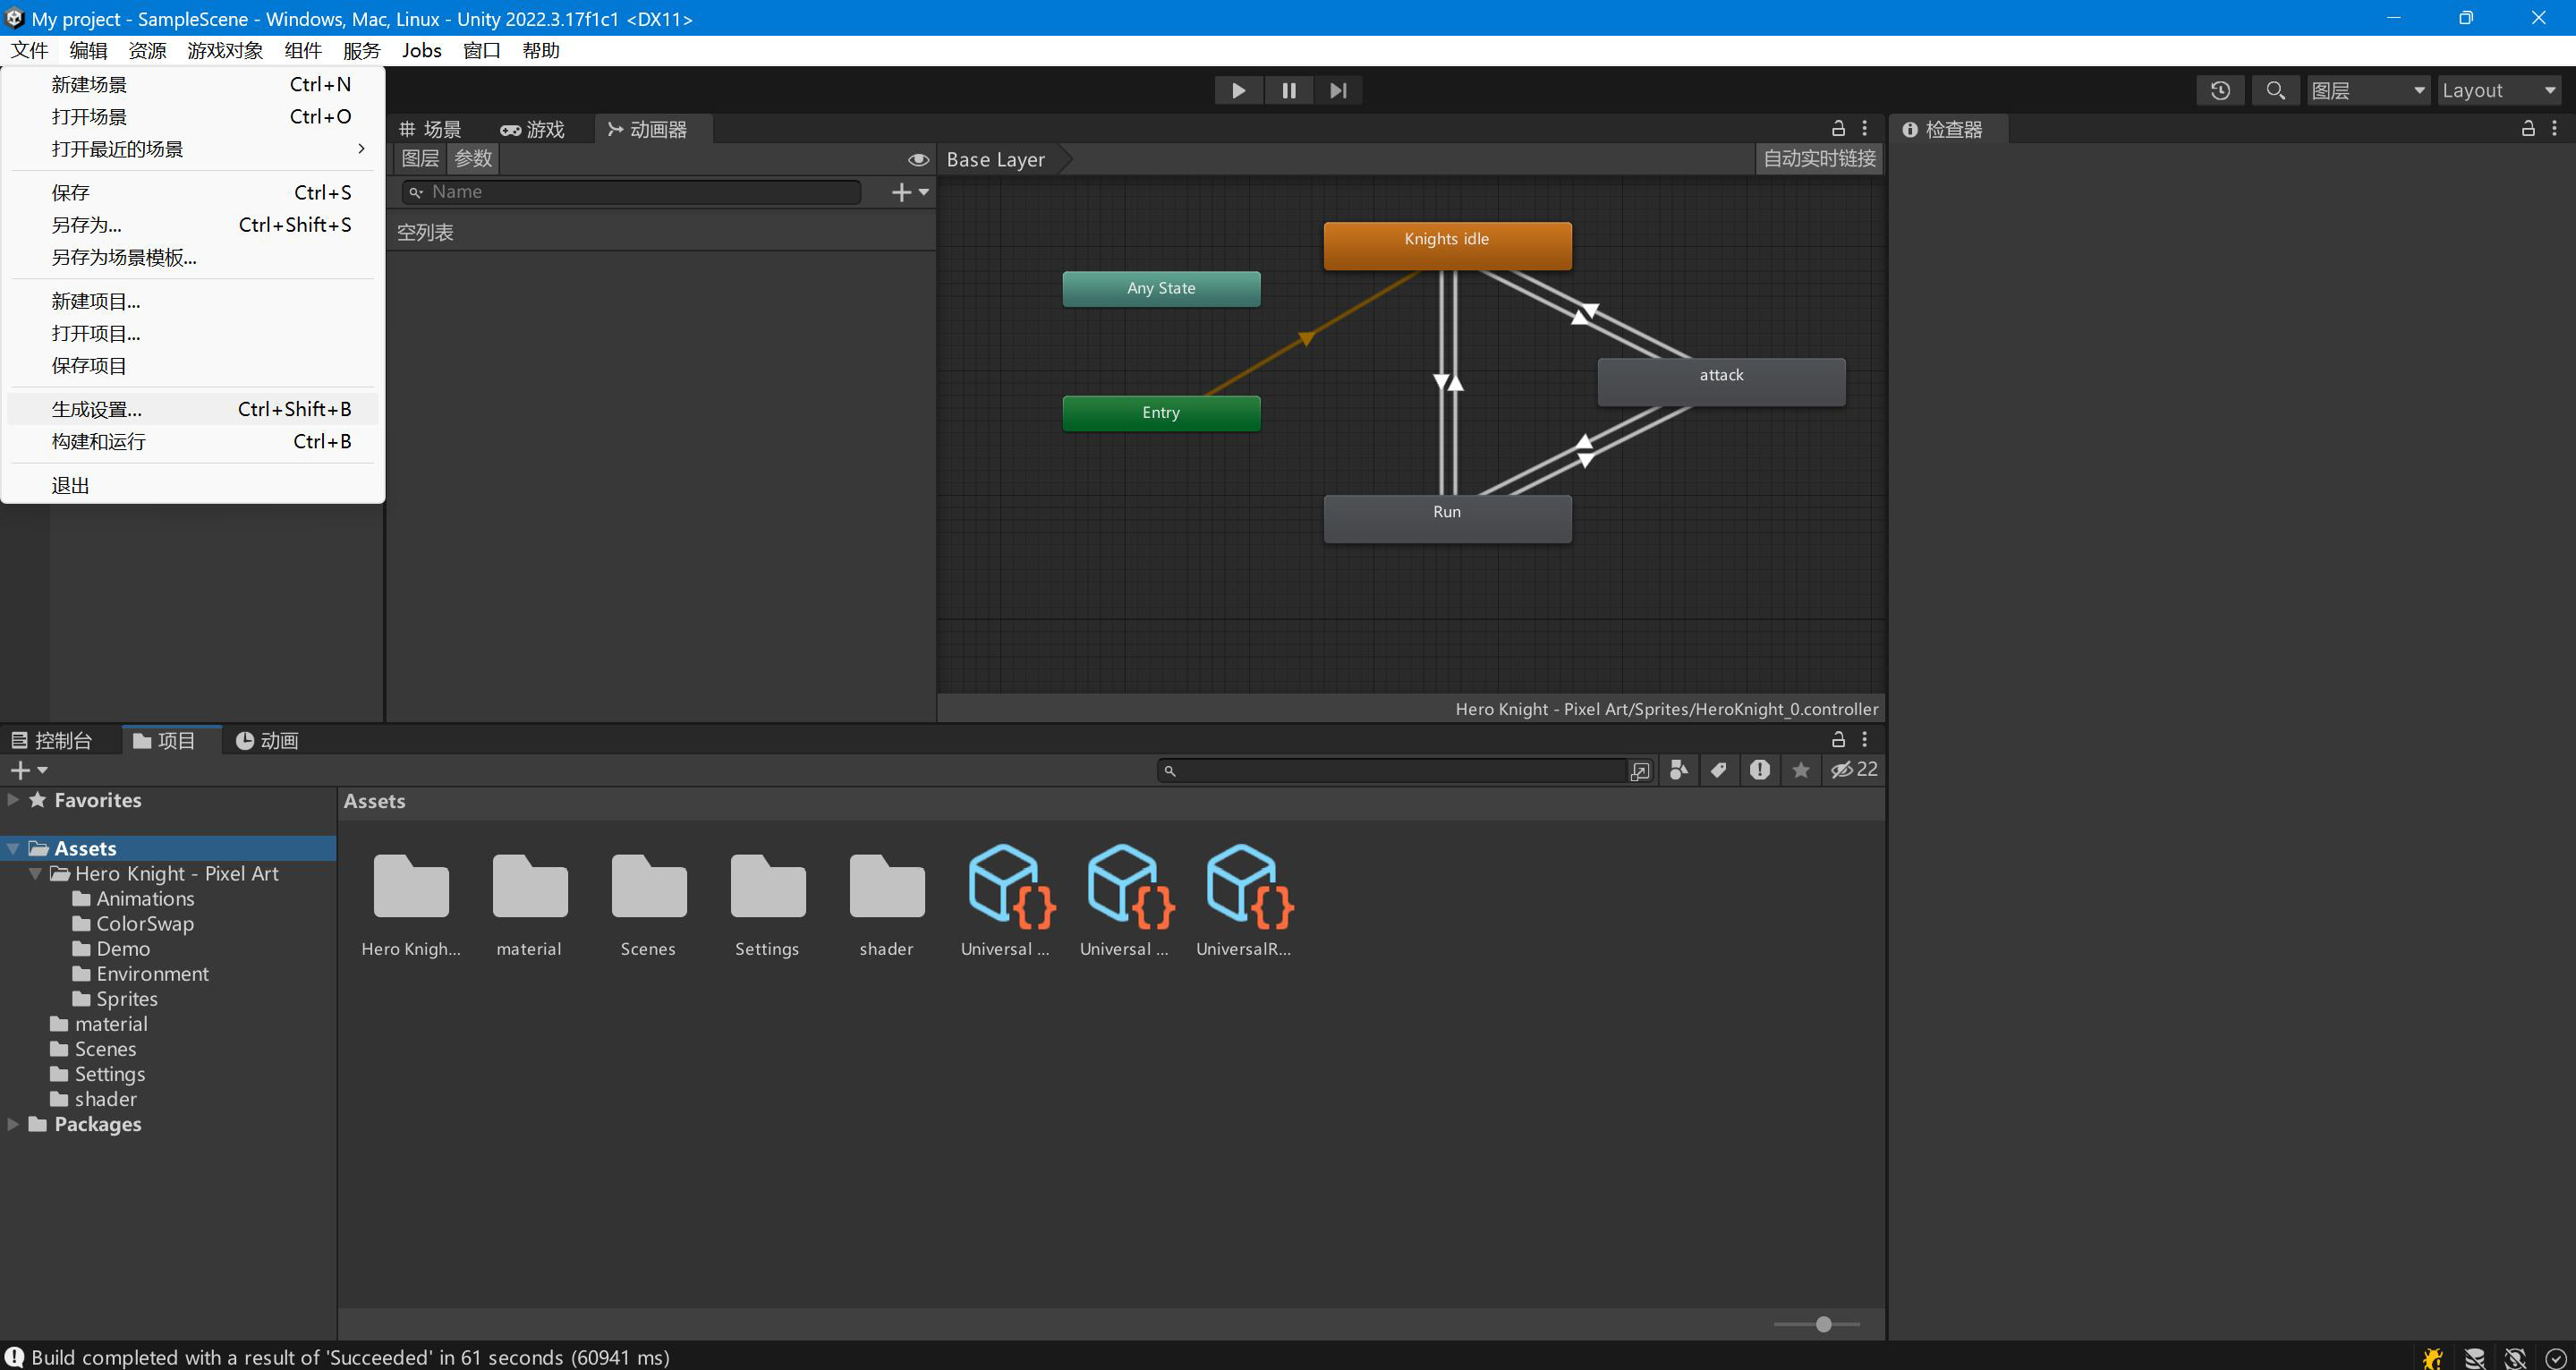 My project - SampleScene - Windows, Mac, Linux - Unity 2022.3.17f1c1 <DX11>
文件 编辑 资源 游戏对象 组件 服务 Jobs 窗口 帮助
新建场景 Ctrl+N
打开场景 Ctrl+O
打开最近的场景
保存 Ctrl+S
另存为... Ctrl+Shift+S
另存为场景模板...
新建项目...
打开项目...
保存项目
生成设置... Ctrl+Shift+B
构建和运行 Ctrl+B
退出
图层 Layout
场景 游戏 动画器
检查器
图层 参数
Base Layer
自动实时链接
Name
空列表
Knights idle
Any State
attack
Entry
Run
Hero Knight - Pixel Art/Sprites/HeroKnight_0.controller
控制台 项目 动画
22
Favorites
Assets
Hero Knight - Pixel Art
Animations
ColorSwap
Demo
Environment
Sprites
material
Scenes
Settings
shader
Packages
Assets
Hero Knigh...
material
Scenes
Settings
shader
Universal ...
Universal ...
UniversalR...
Build completed with a result of 'Succeeded' in 61 seconds (60941 ms)